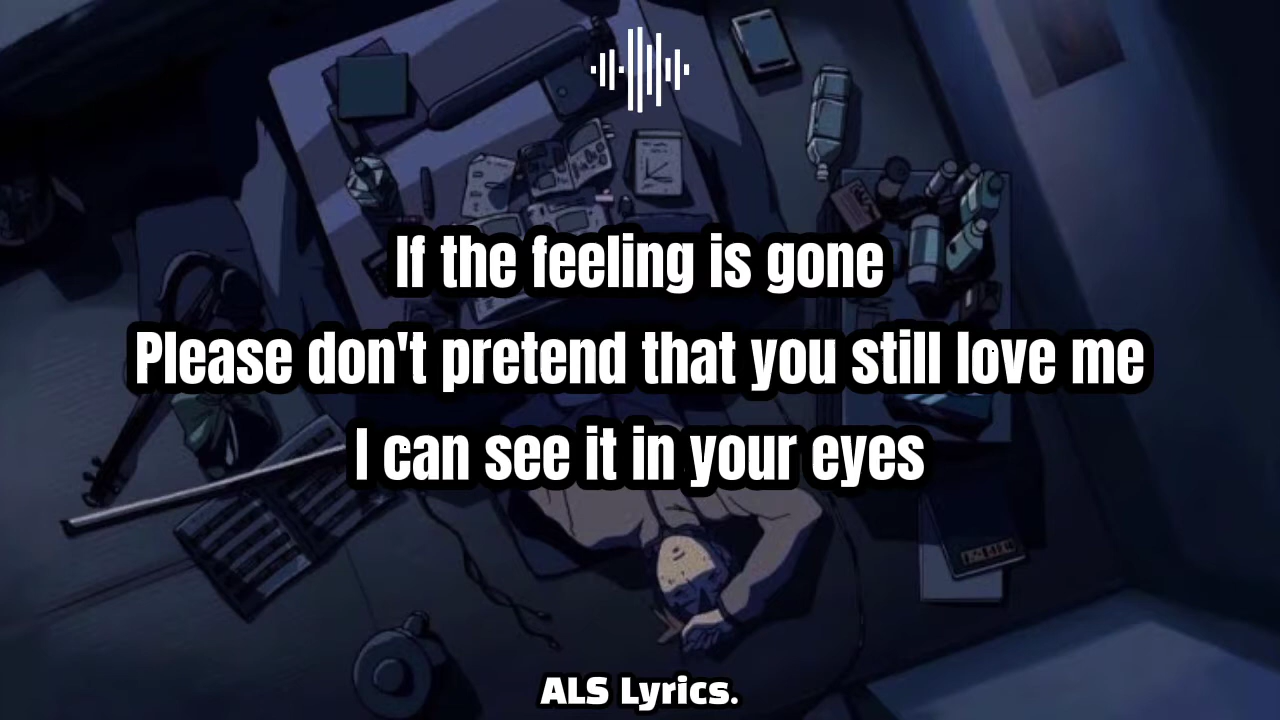 If the feeling is gone
Please don't pretend that you still love me
I can see it in your eyes
ALS Lyrics.